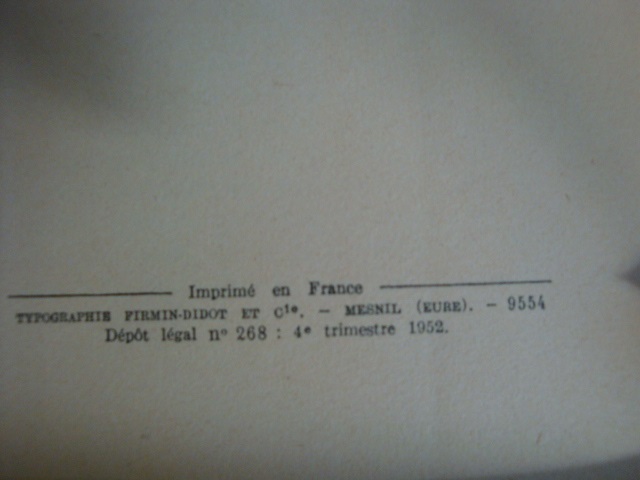 Imprimé en France
TYPOGRAPHIE FIRMIN-DIDOT ET Cie. — MESNIL (EURE). — 9554
Dépôt légal nº 268 : 4e trimestre 1952.